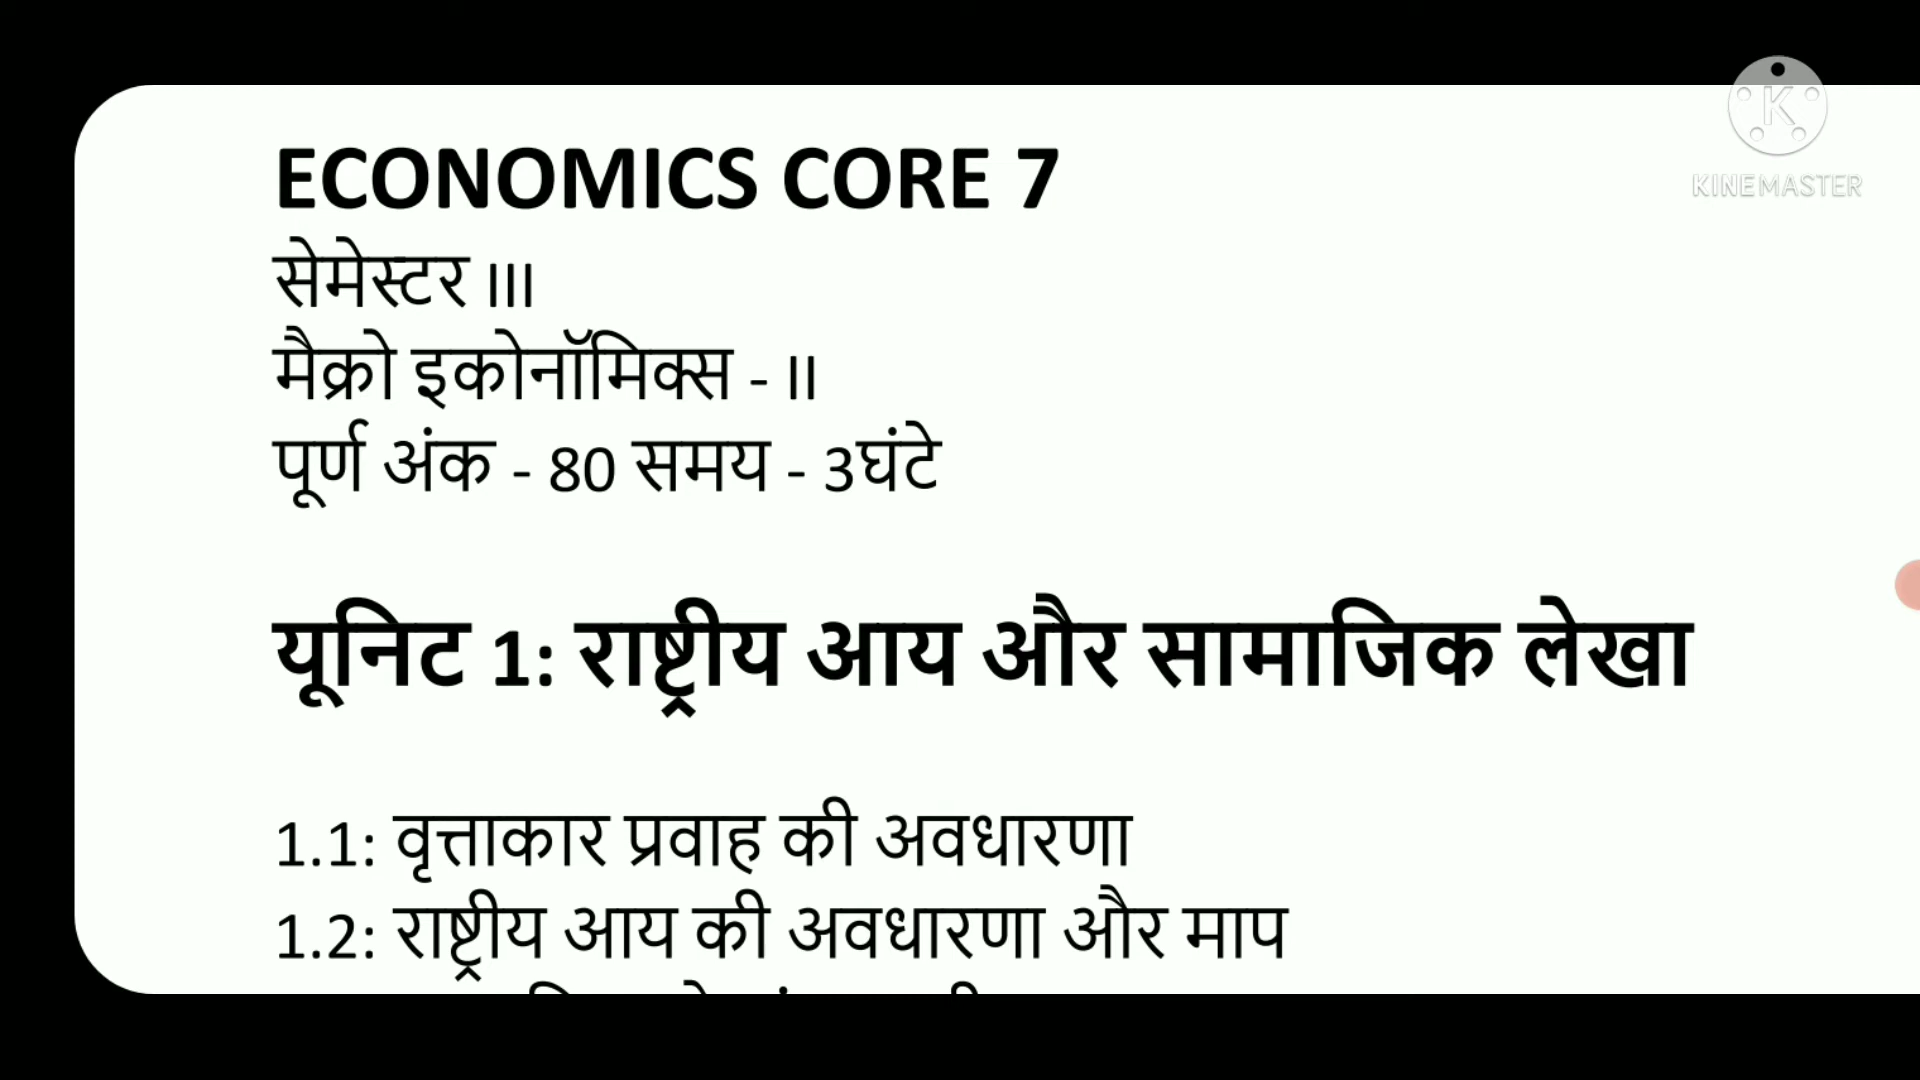 ECONOMICS CORE 7
सेमेस्टर III
मैक्रो इकोनॉमिक्स - II
पूर्ण अंक - 80 समय - 3घंटे
यूनिट 1: राष्ट्रीय आय और सामाजिक लेखा
1.1: वृत्ताकार प्रवाह की अवधारणा
1.2: राष्ट्रीय आय की अवधारणा और माप
K
KINEMASTER